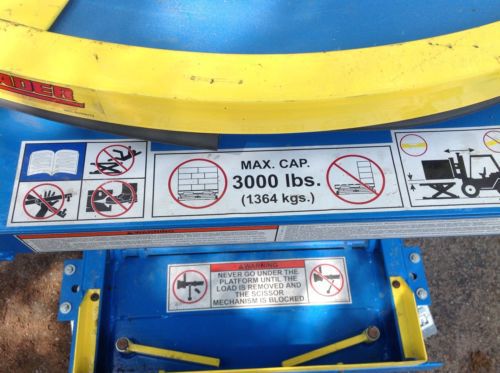 ADER
MAX. CAP.
3000 lbs.
(1364 kgs.)
WARNING
WARNING
NEVER GO UNDER THE
PLATFORM UNTIL THE
LOAD IS REMOVED AND
THE SCISSOR
MECHANISM IS BLOCKED.